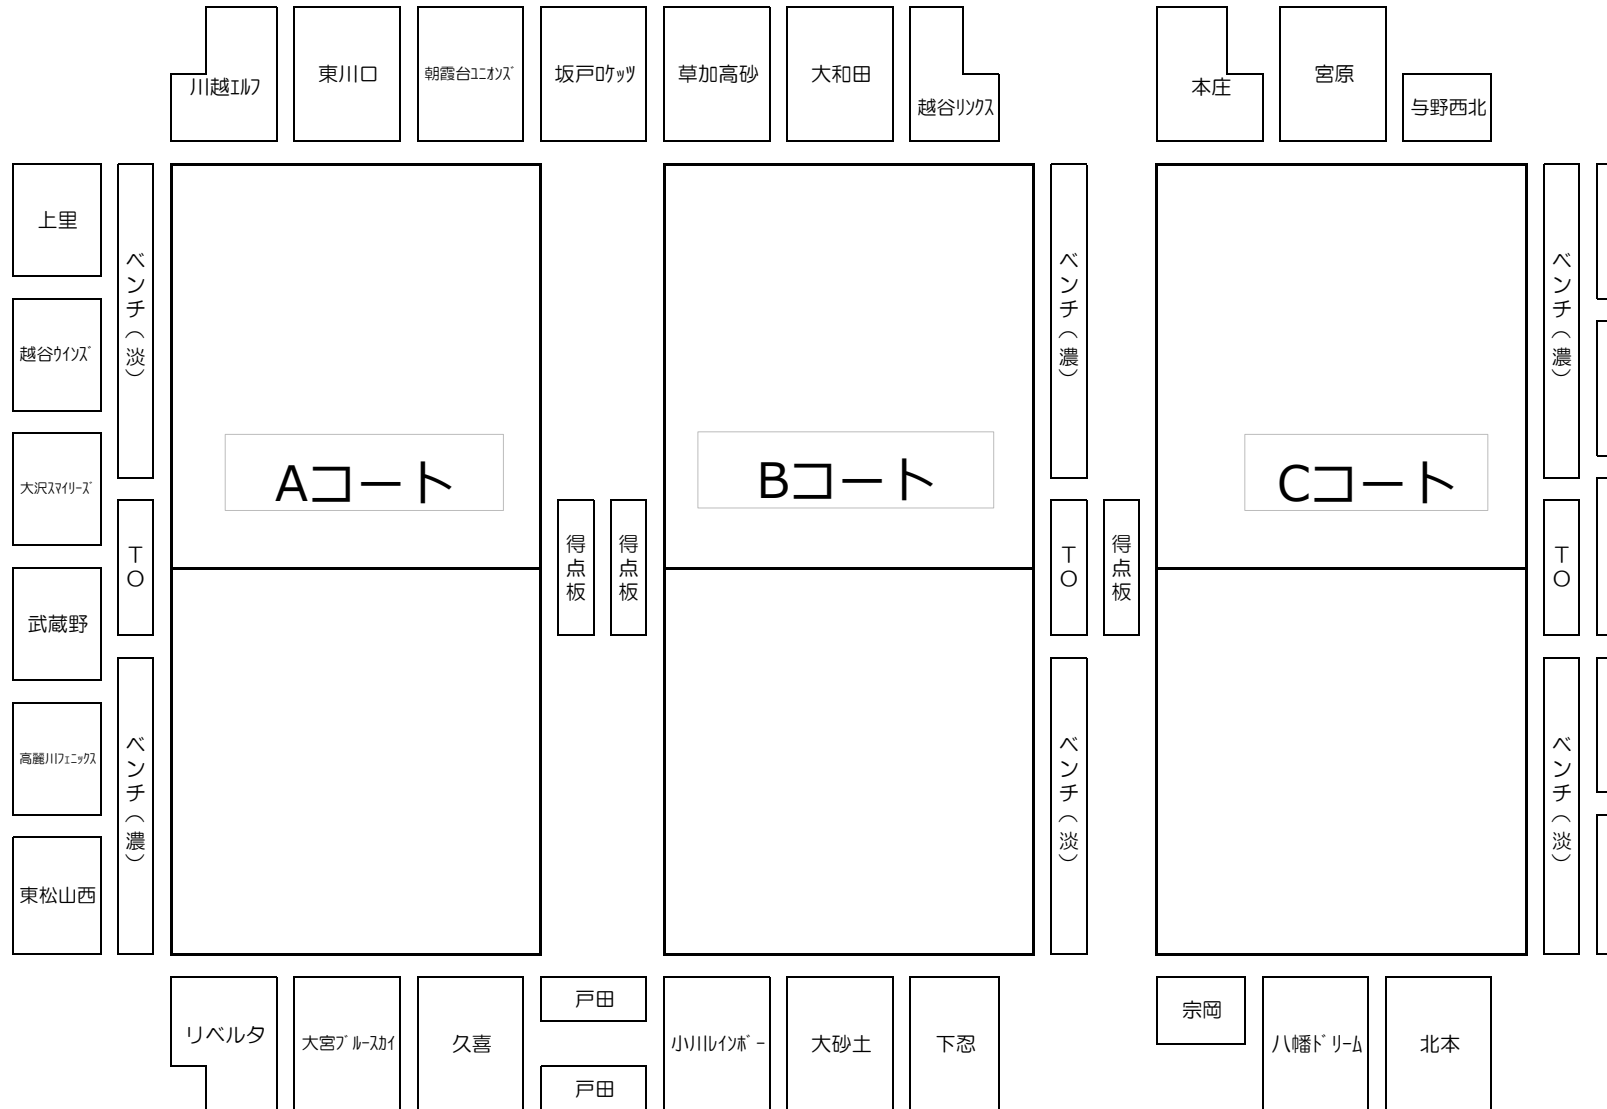 川越ｴﾙﾌ
東川口
朝霞台ﾕﾆｵﾝｽﾞ
坂戸ﾛｹｯﾂ
草加高砂
大和田
越谷ﾘﾝｸｽ
本庄
宮原
与野西北
上里
越谷ｳｲﾝｽﾞ
大沢ｽﾏｲﾘｰｽﾞ
武蔵野
高麗川ﾌｪﾆｯｸｽ
東松山西
ベンチ（淡）
TO
ベンチ（濃）
Aコート
得点板
得点板
Bコート
ベンチ（濃）
TO
ベンチ（淡）
得点板
Cコート
ベンチ（濃）
TO
ベンチ（淡）
リベルタ
大宮ﾌﾞﾙｰｽｶｲ
久喜
戸田
戸田
小川ﾚｲﾝﾎﾞｰ
大砂土
下忍
宗岡
八幡ﾄﾞﾘｰﾑ
北本